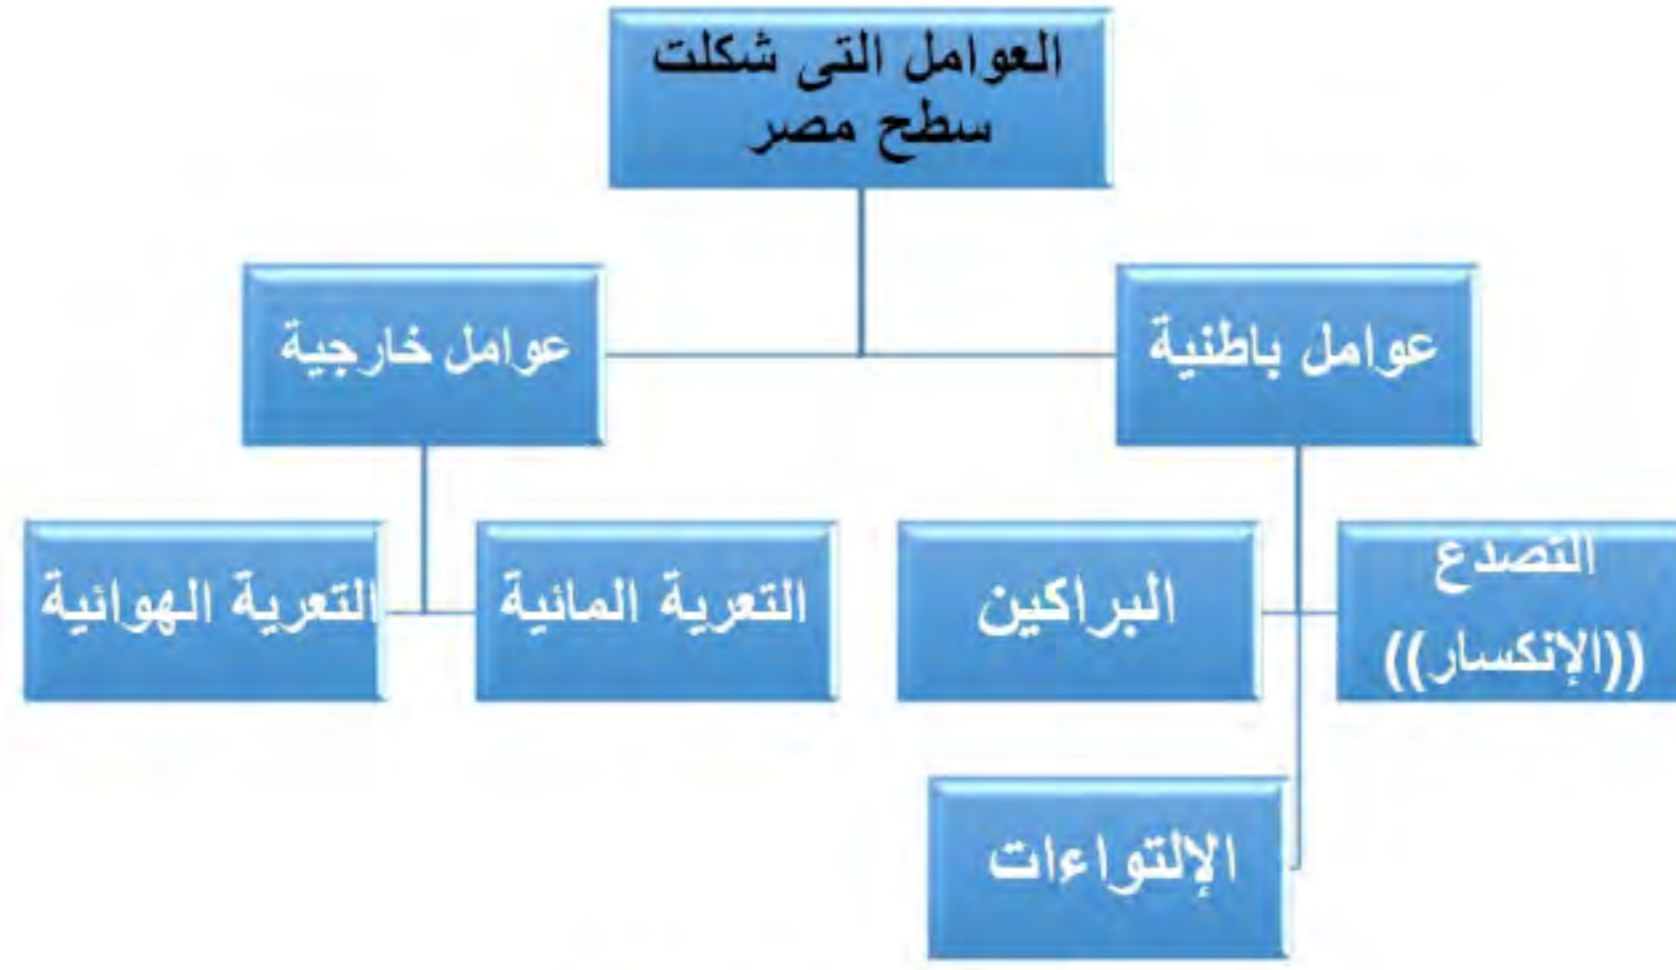 العوامل التى شكلت
سطح مصر
عوامل باطنية
عوامل خارجية
التصدع
((الإنكسار))
البراكين
التعرية المائية
التعرية الهوائية
الإلتواءات